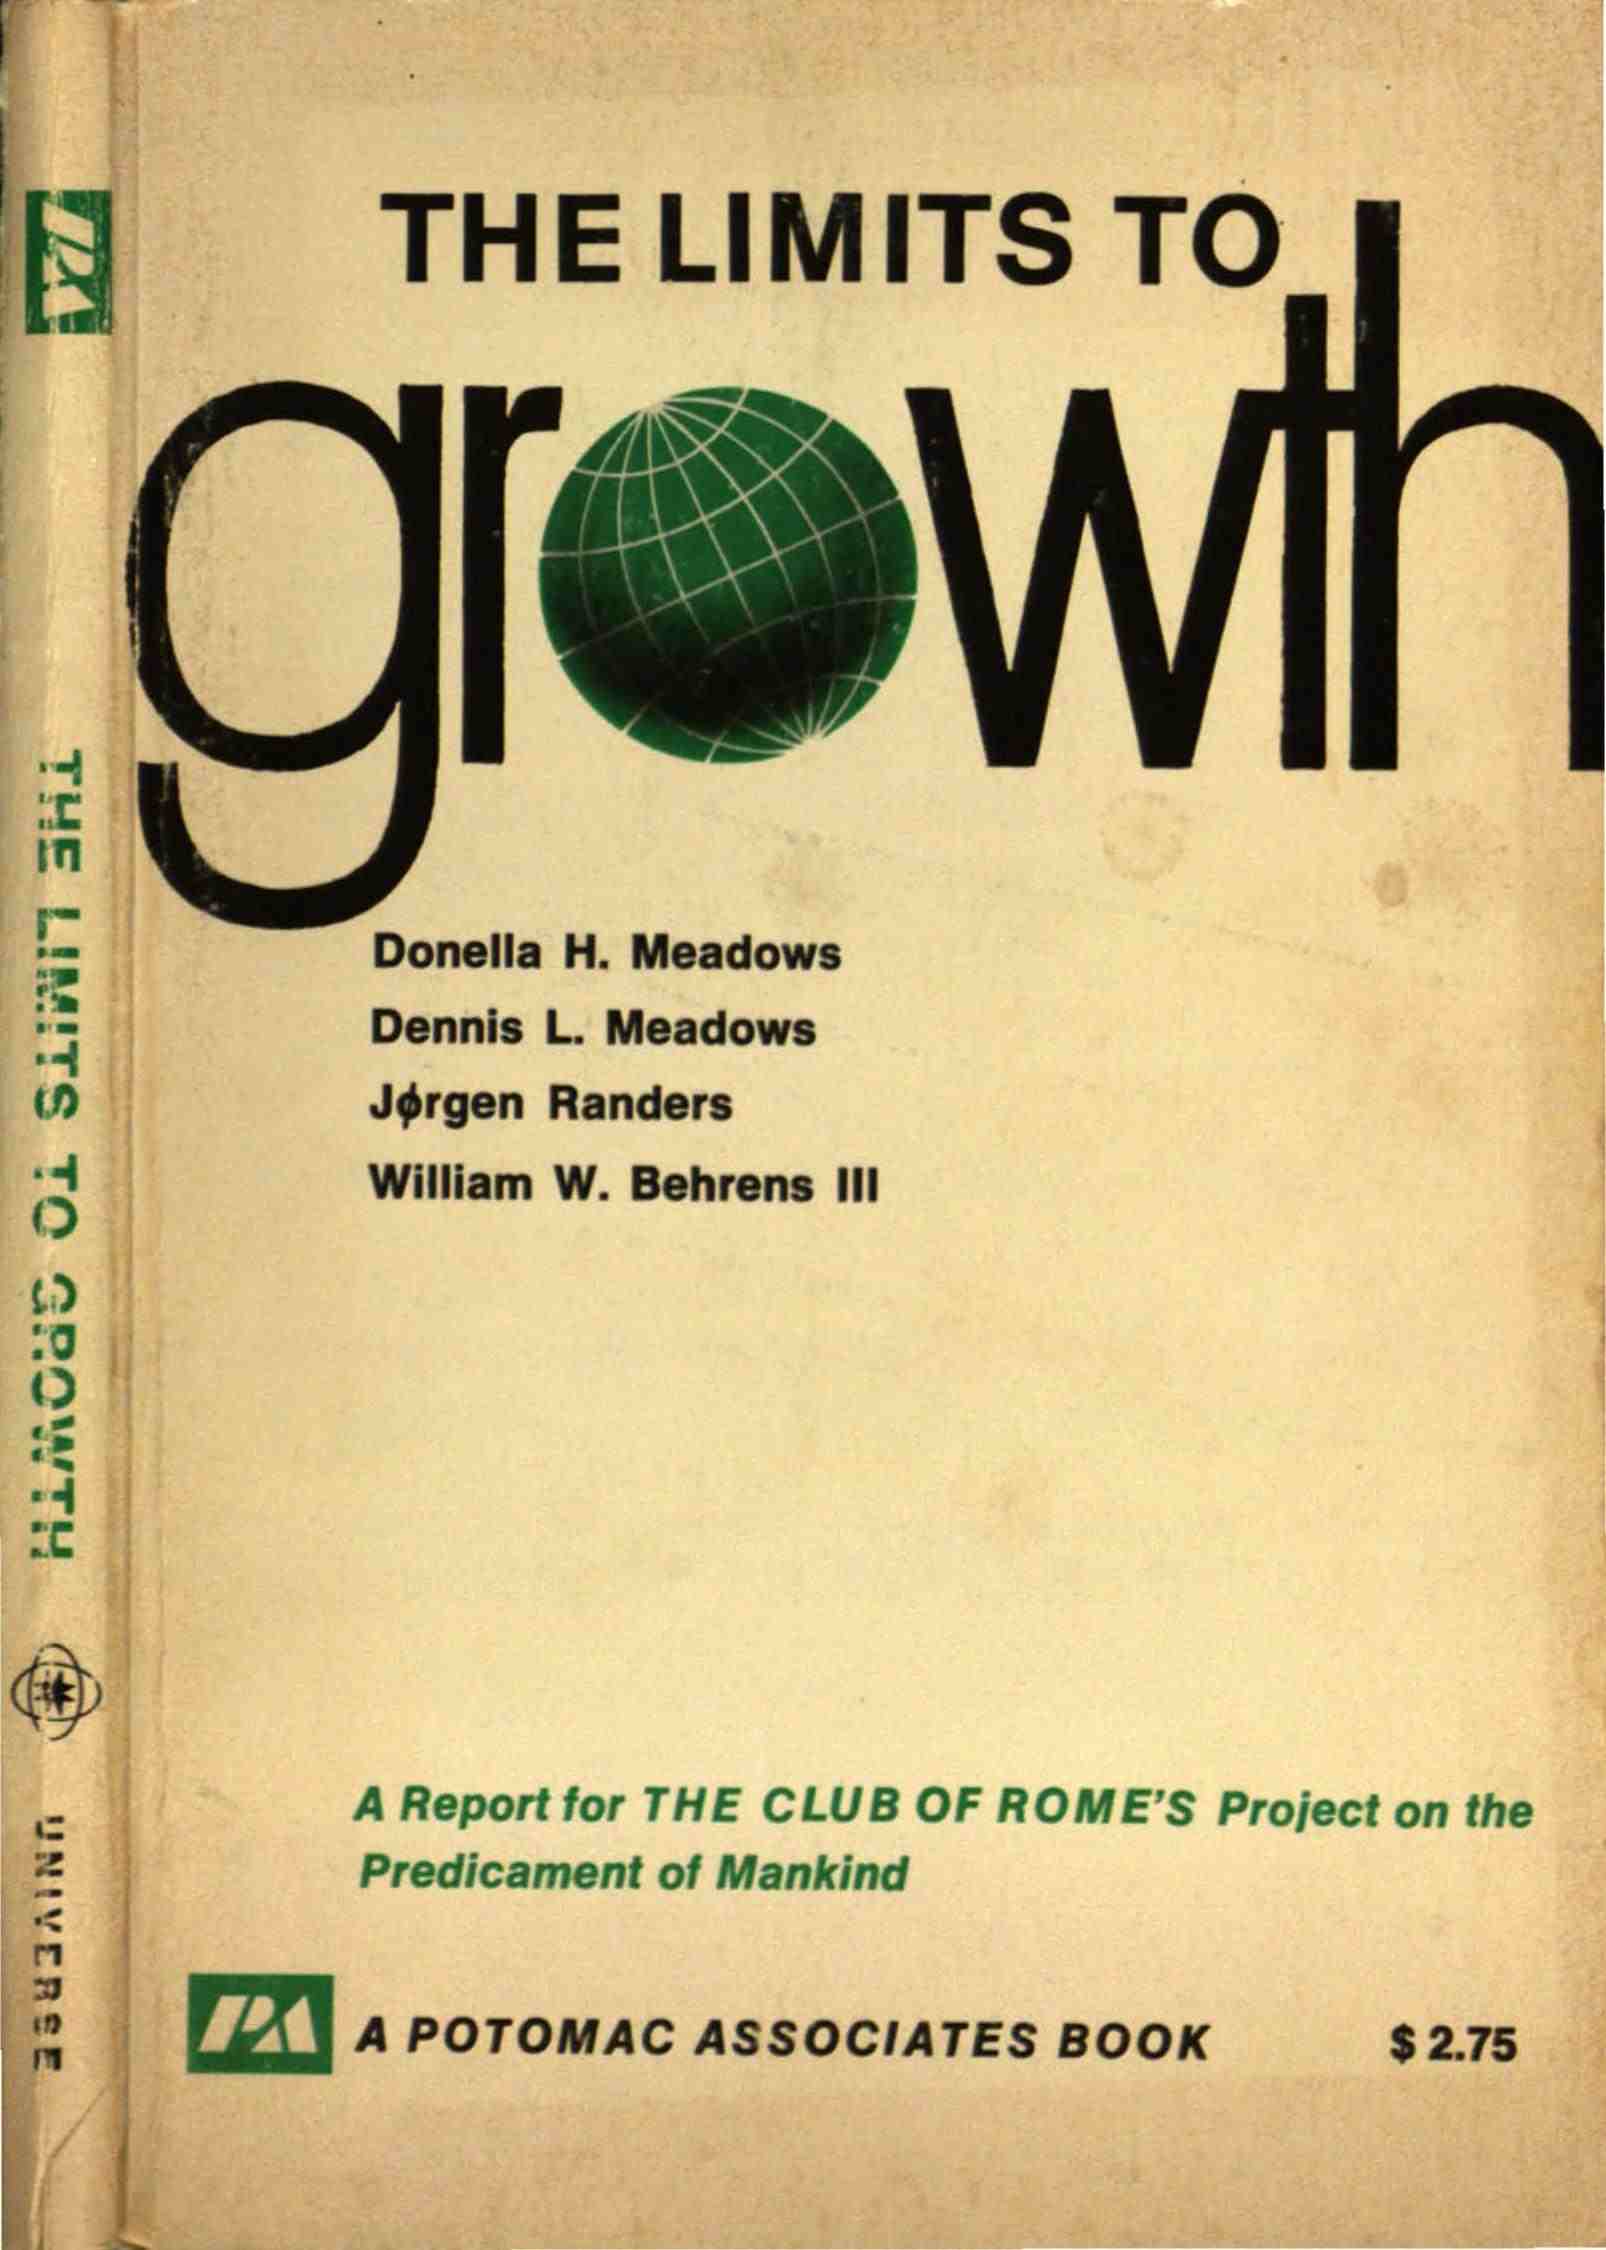 PA
THE LIMITS TO GROWTH
UNIVERSE
THE LIMITS TO
growth
Donella H. Meadows
Dennis L. Meadows
Jørgen Randers
William W. Behrens III
A Report for THE CLUB OF ROME'S Project on the
Predicament of Mankind
PA
A POTOMAC ASSOCIATES BOOK
$2.75